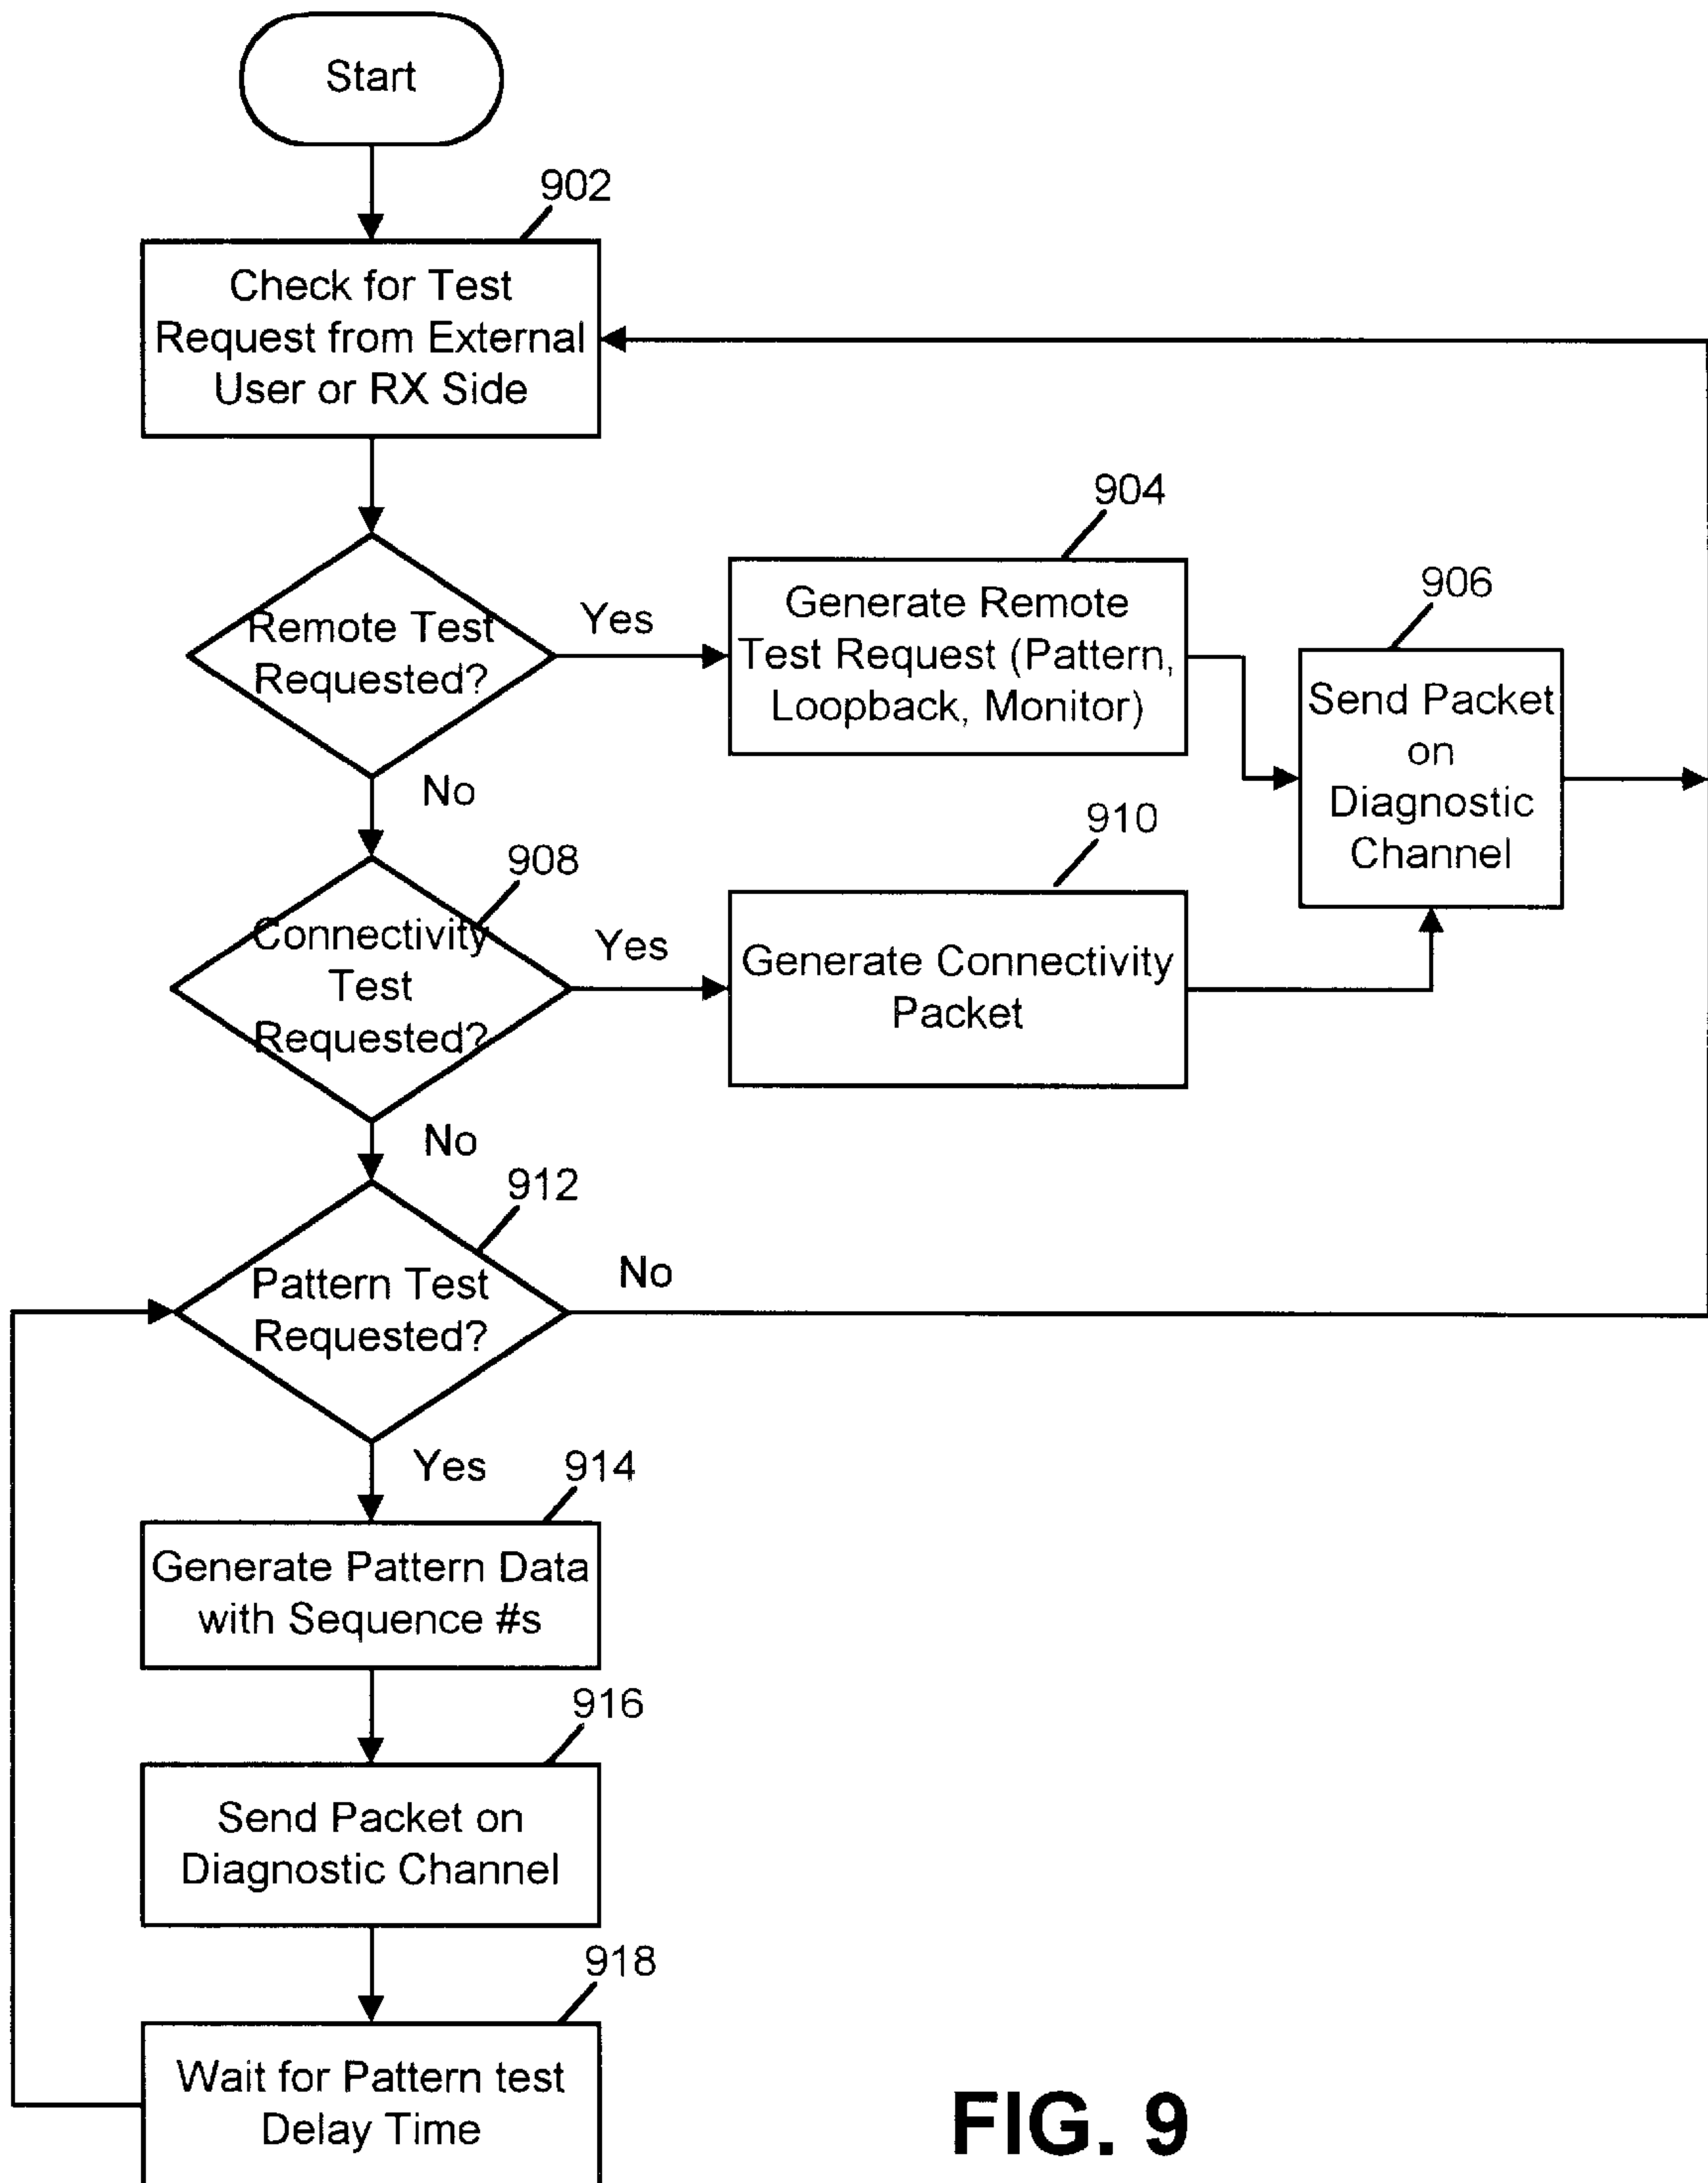 Start
902
Check for Test
Request from External
User or RX Side
904
Remote Test
Requested?
Yes
Generate Remote
Test Request (Pattern,
Loopback, Monitor)
906
Send Packet
on
Diagnostic
Channel
No
908
Connectivity
Test
Requested?
Yes
910
Generate Connectivity
Packet
No
912
Pattern Test
Requested?
No
Yes
914
Generate Pattern Data
with Sequence #s
916
Send Packet on
Diagnostic Channel
918
Wait for Pattern test
Delay Time
FIG. 9